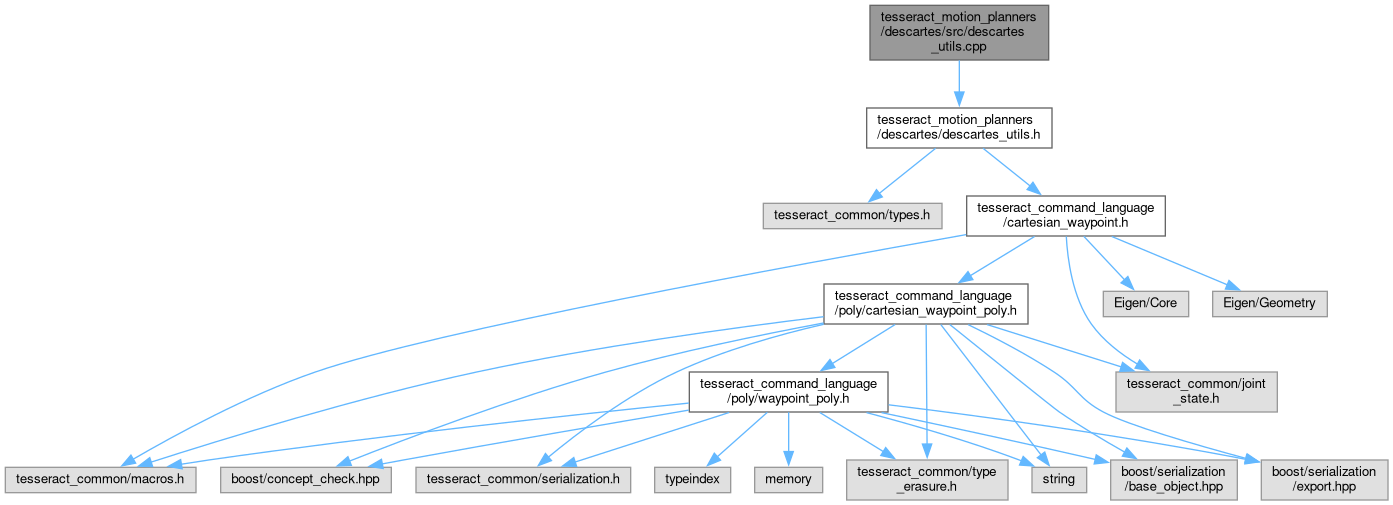 tesseract_motion_planners
/descartes/src/descartes
_utils.cpp
tesseract_motion_planners
/descartes/descartes_utils.h
tesseract_common/types.h
tesseract_command_language
/cartesian_waypoint.h
tesseract_command_language
/poly/cartesian_waypoint_poly.h
Eigen/Core
Eigen/Geometry
tesseract_command_language
/poly/waypoint_poly.h
tesseract_common/joint
_state.h
tesseract_common/macros.h
boost/concept_check.hpp
tesseract_common/serialization.h
typeindex
memory
tesseract_common/type
_erasure.h
string
boost/serialization
/base_object.hpp
boost/serialization
/export.hpp